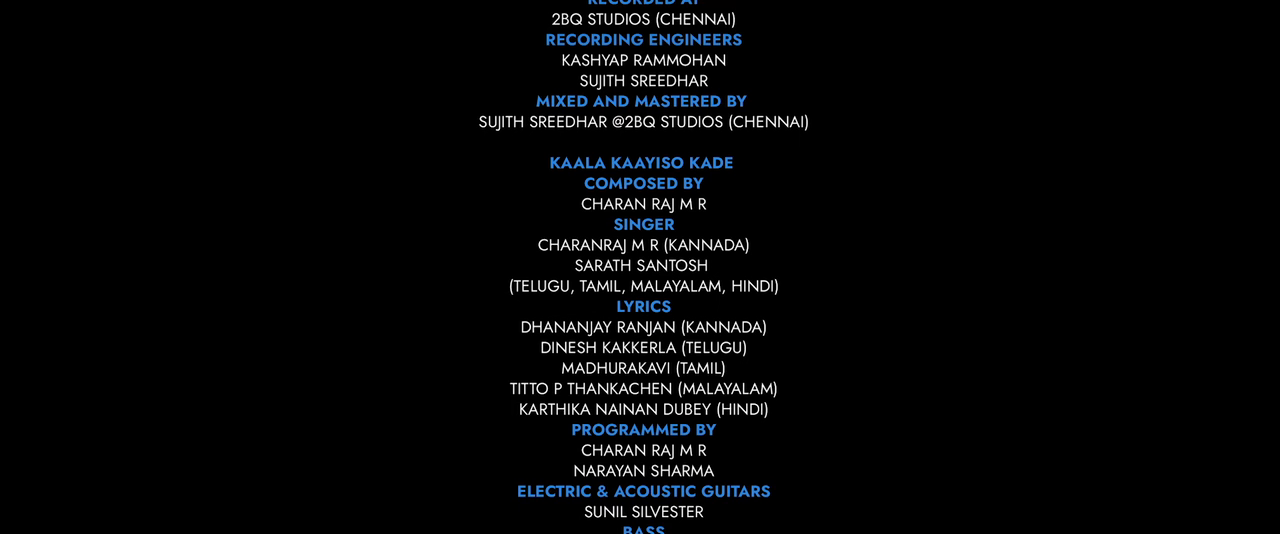 RECORDED AT
2BQ STUDIOS (CHENNAI)
RECORDING ENGINEERS
KASHYAP RAMMOHAN
SUJITH SREEDHAR
MIXED AND MASTERED BY
SUJITH SREEDHAR @2BQ STUDIOS (CHENNAI)
KAALA KAAYISO KADE
COMPOSED BY
CHARAN RAJ M R
SINGER
CHARANRAJ M R (KANNADA)
SARATH SANTOSH
(TELUGU, TAMIL, MALAYALAM, HINDI)
LYRICS
DHANANJAY RANJAN (KANNADA)
DINESH KAKKERLA (TELUGU)
MADHURAKAVI (TAMIL)
TITTO P THANKACHEN (MALAYALAM)
KARTHIKA NAINAN DUBEY (HINDI)
PROGRAMMED BY
CHARAN RAJ M R
NARAYAN SHARMA
ELECTRIC & ACOUSTIC GUITARS
SUNIL SILVESTER
BASS